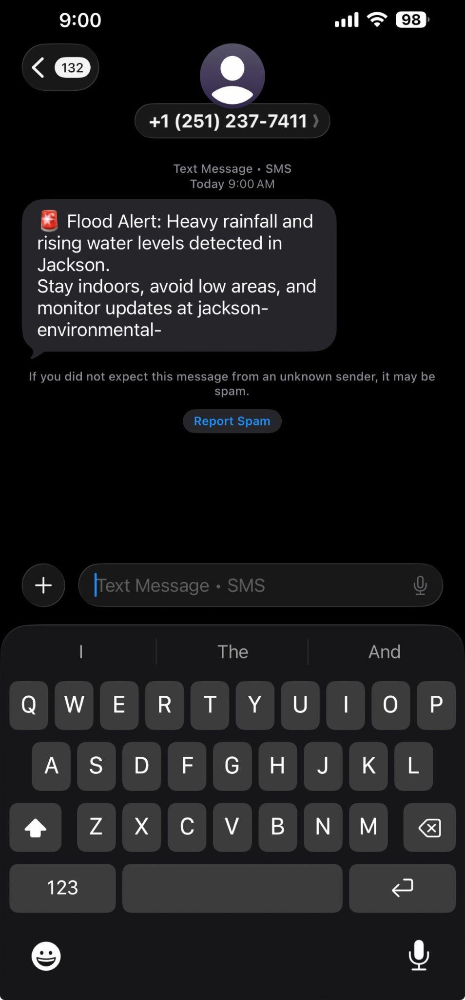 9:00
98
132
+1 (251) 237-7411
Text Message • SMS
Today 9:00 AM
🚨 Flood Alert: Heavy rainfall and
rising water levels detected in
Jackson.
Stay indoors, avoid low areas, and
monitor updates at jackson-
environmental-
If you did not expect this message from an unknown sender, it may be
spam.
Report Spam
Text Message • SMS
I The And
Q W E R T Y U I O P
A S D F G H J K L
Z X C V B N M
123